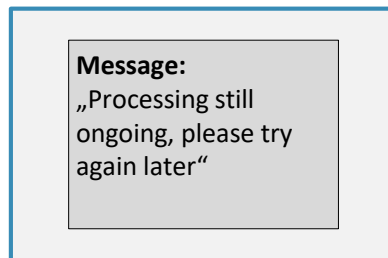 Message:
„Processing still
ongoing, please try
again later“